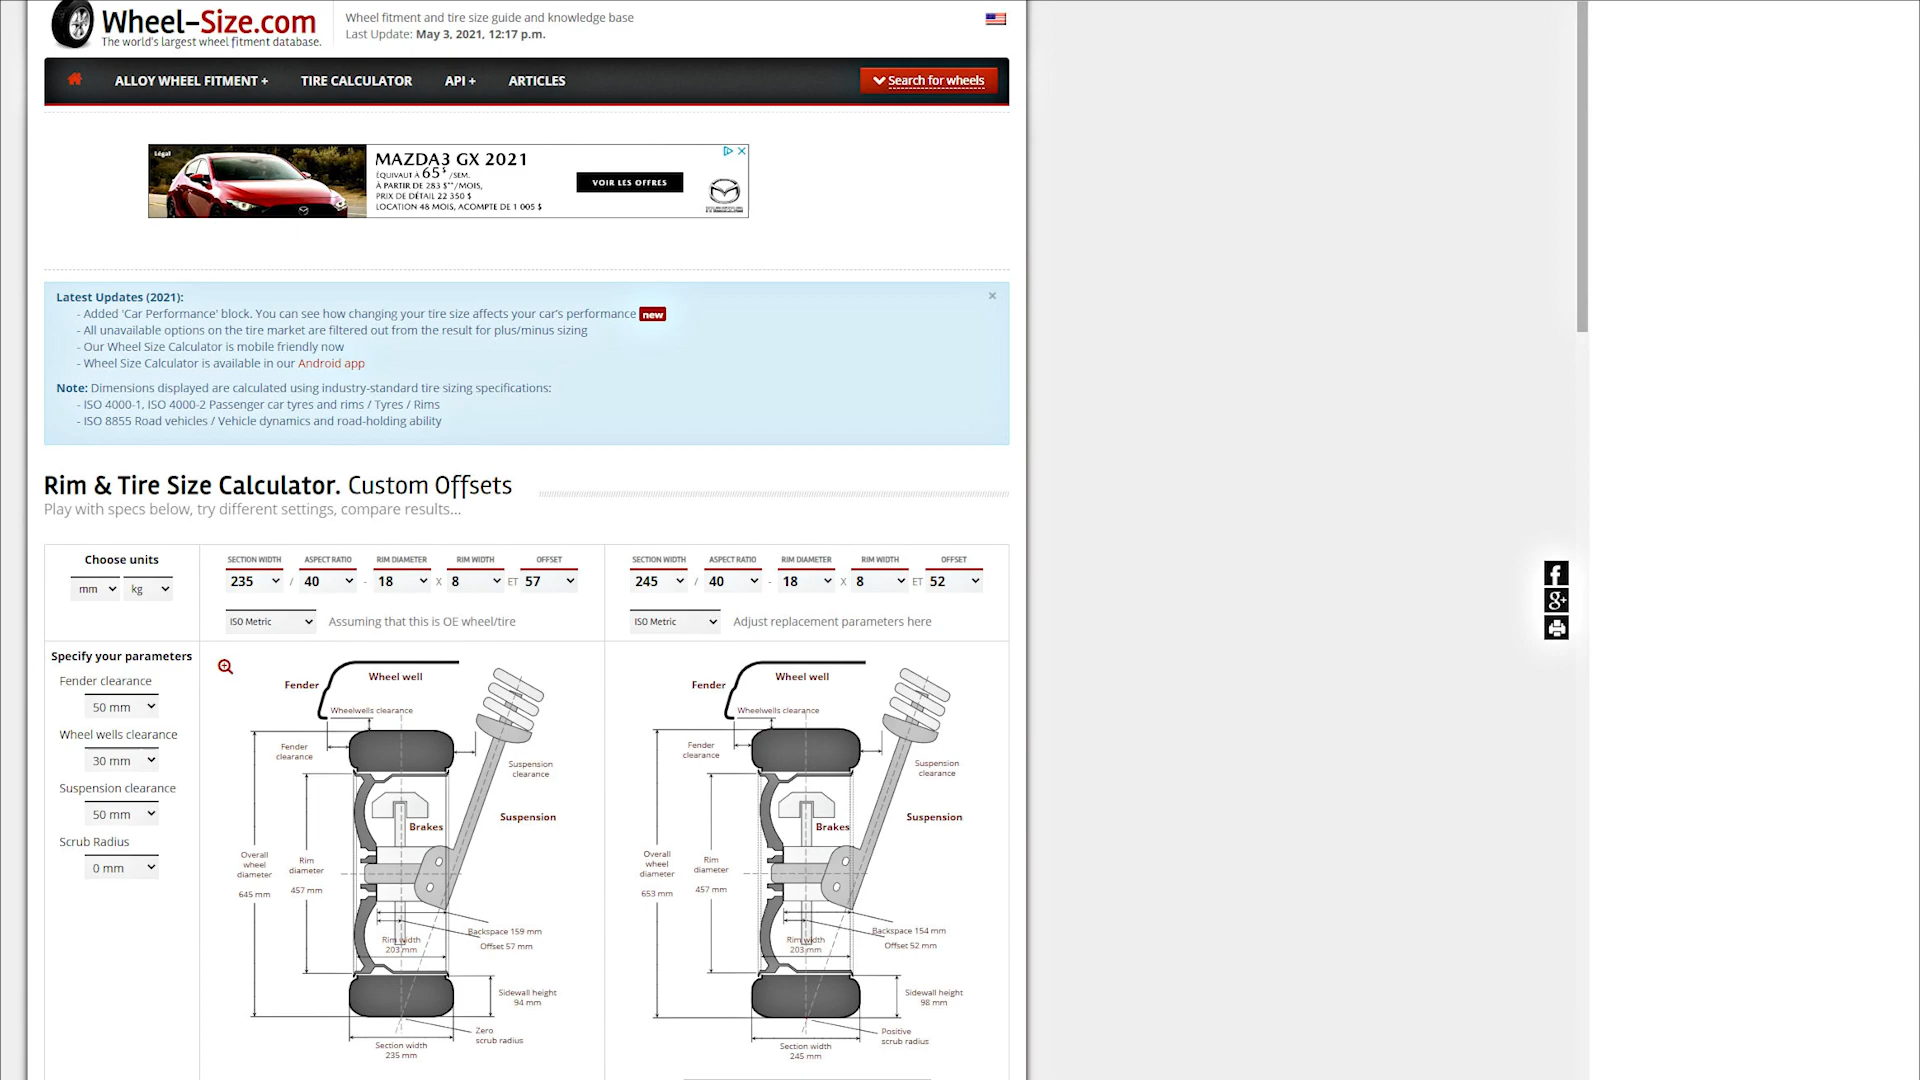 Wheel-Size.com
The world's largest wheel fitment database.
Wheel fitment and tire size guide and knowledge base
Last Update: May 3, 2021, 12:17 p.m.
ALLOY WHEEL FITMENT + TIRE CALCULATOR API + ARTICLES Search for wheels
Légal
MAZDA3 GX 2021
ÉQUIVAUT À 65$ /SEM.
À PARTIR DE 283 $**/MOIS,
PRIX DE DÉTAIL 22 350 $
LOCATION 48 MOIS, ACOMPTE DE 1 005 $
VOIR LES OFFRES
Latest Updates (2021):
- Added 'Car Performance' block. You can see how changing your tire size affects your car's performance new
- All unavailable options on the tire market are filtered out from the result for plus/minus sizing
- Our Wheel Size Calculator is mobile friendly now
- Wheel Size Calculator is available in our Android app
Note: Dimensions displayed are calculated using industry-standard tire sizing specifications:
- ISO 4000-1, ISO 4000-2 Passenger car tyres and rims / Tyres / Rims
- ISO 8855 Road vehicles / Vehicle dynamics and road-holding ability
Rim & Tire Size Calculator. Custom Offsets
Play with specs below, try different settings, compare results...
Choose units
mm kg
SECTION WIDTH ASPECT RATIO RIM DIAMETER RIM WIDTH OFFSET
235 / 40 - 18 X 8 ET 57
ISO Metric Assuming that this is OE wheel/tire
SECTION WIDTH ASPECT RATIO RIM DIAMETER RIM WIDTH OFFSET
245 / 40 - 18 X 8 ET 52
ISO Metric Adjust replacement parameters here
Specify your parameters
Fender clearance
50 mm
Wheel wells clearance
30 mm
Suspension clearance
50 mm
Scrub Radius
0 mm
Fender
Wheel well
Wheelwells clearance
Fender
clearance
Suspension
clearance
Suspension
Brakes
Overall
wheel
diameter
645 mm
Rim
diameter
457 mm
Backspace 159 mm
Offset 57 mm
Rim width
203 mm
Sidewall height
94 mm
Zero
scrub radius
Section width
235 mm
Fender
Wheel well
Wheelwells clearance
Fender
clearance
Suspension
clearance
Suspension
Brakes
Overall
wheel
diameter
653 mm
Rim
diameter
457 mm
Backspace 154 mm
Offset 52 mm
Rim width
203 mm
Sidewall height
98 mm
Positive
scrub radius
Section width
245 mm
f
g+